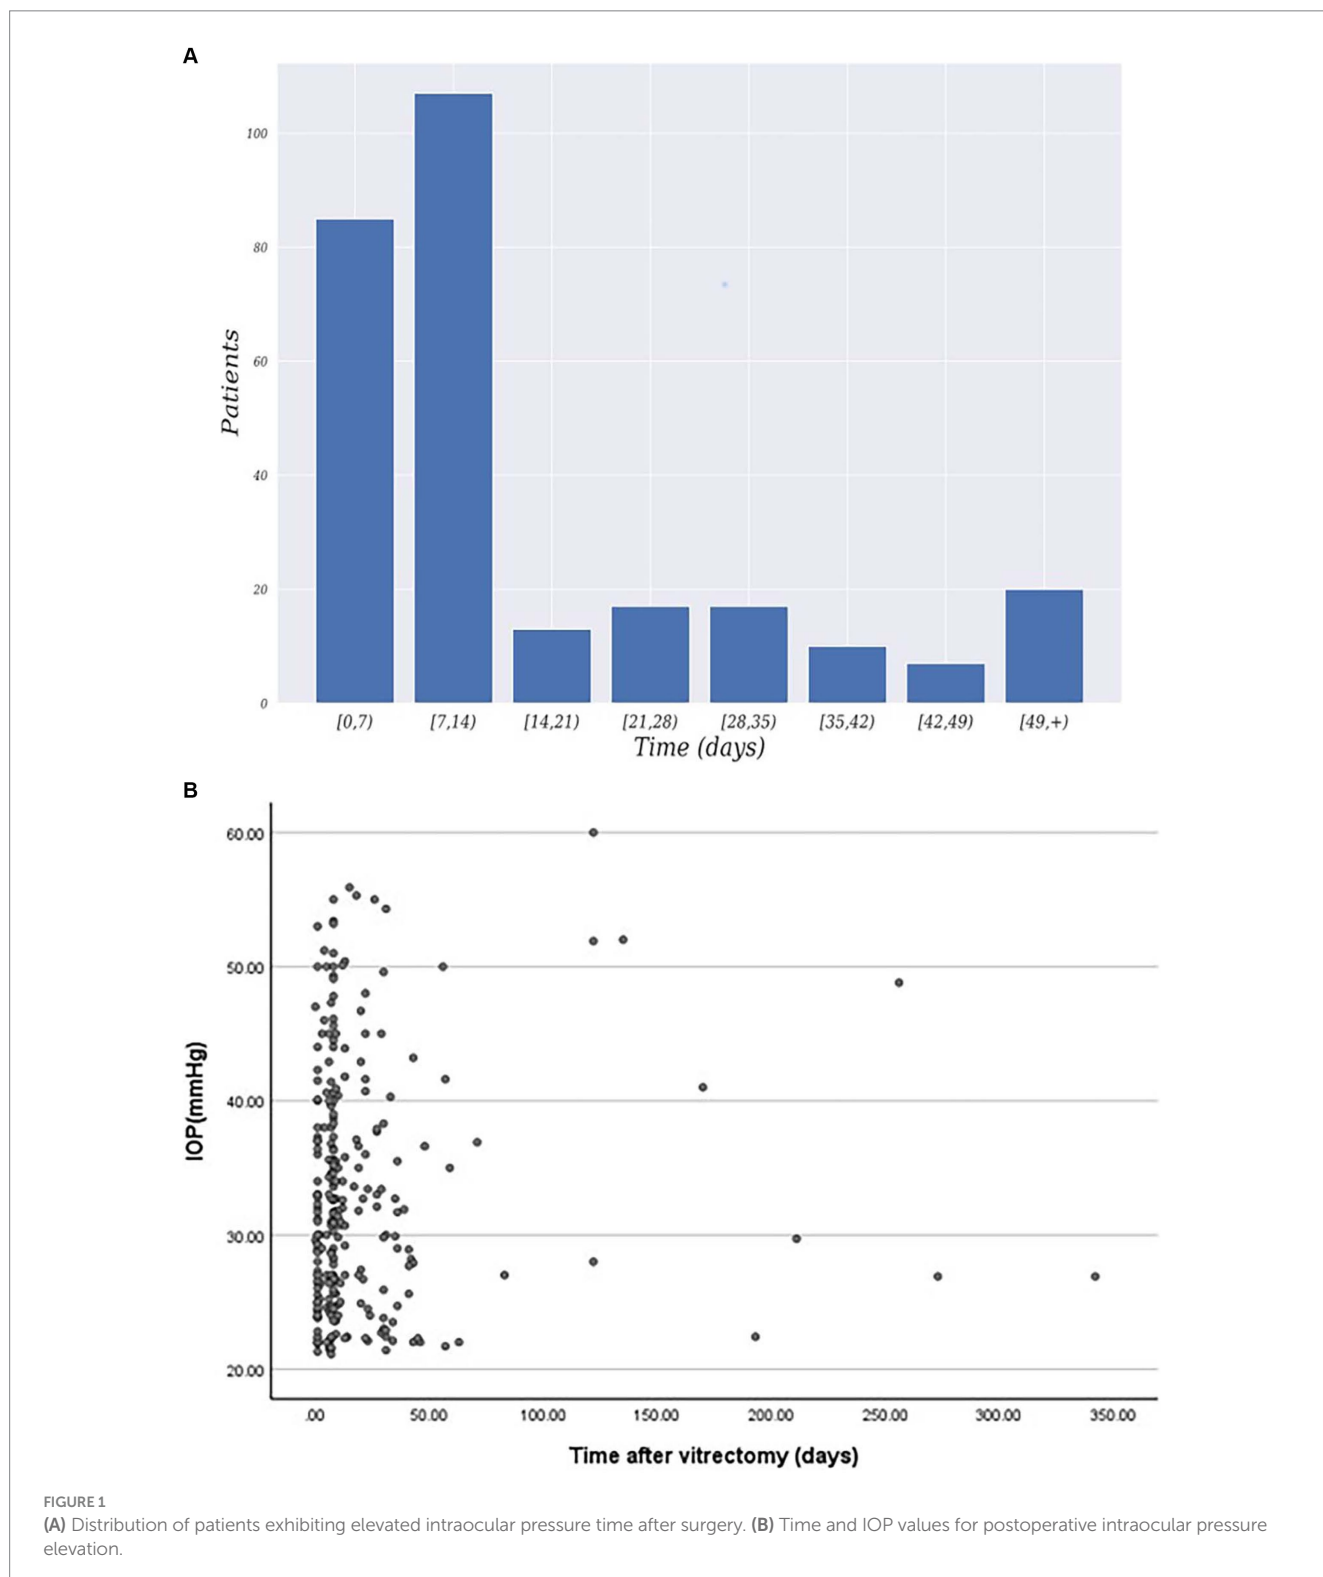 A
100
80
60
40
20
0
Patients
[0,7) [7,14) [14,21) [21,28) [28,35) [35,42) [42,49) [49,+)
Time (days)
B
60.00
50.00
40.00
30.00
20.00
IOP(mmHg)
.00 50.00 100.00 150.00 200.00 250.00 300.00 350.00
Time after vitrectomy (days)
FIGURE 1
(A) Distribution of patients exhibiting elevated intraocular pressure time after surgery. (B) Time and IOP values for postoperative intraocular pressure
elevation.